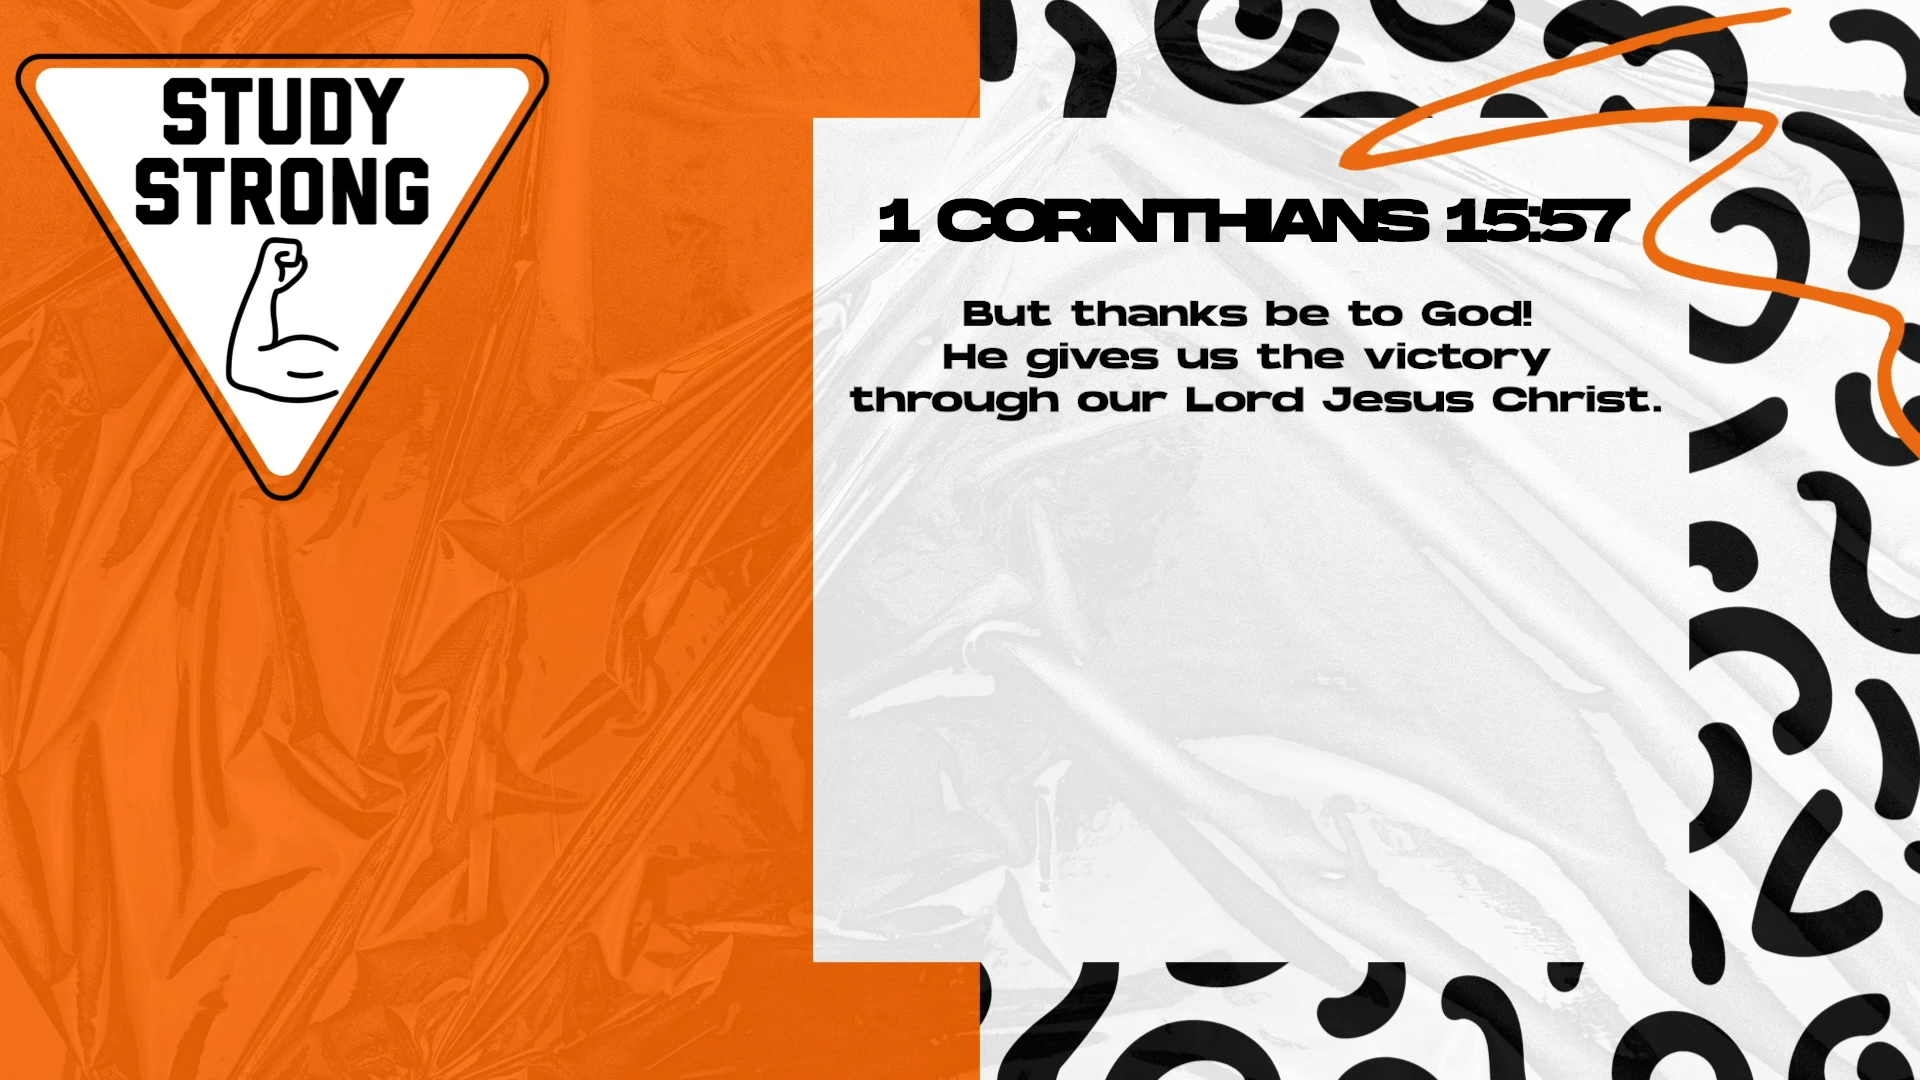 STUDY
STRONG
1 CORINTHIANS 15:57
But thanks be to God!
He gives us the victory
through our Lord Jesus Christ.